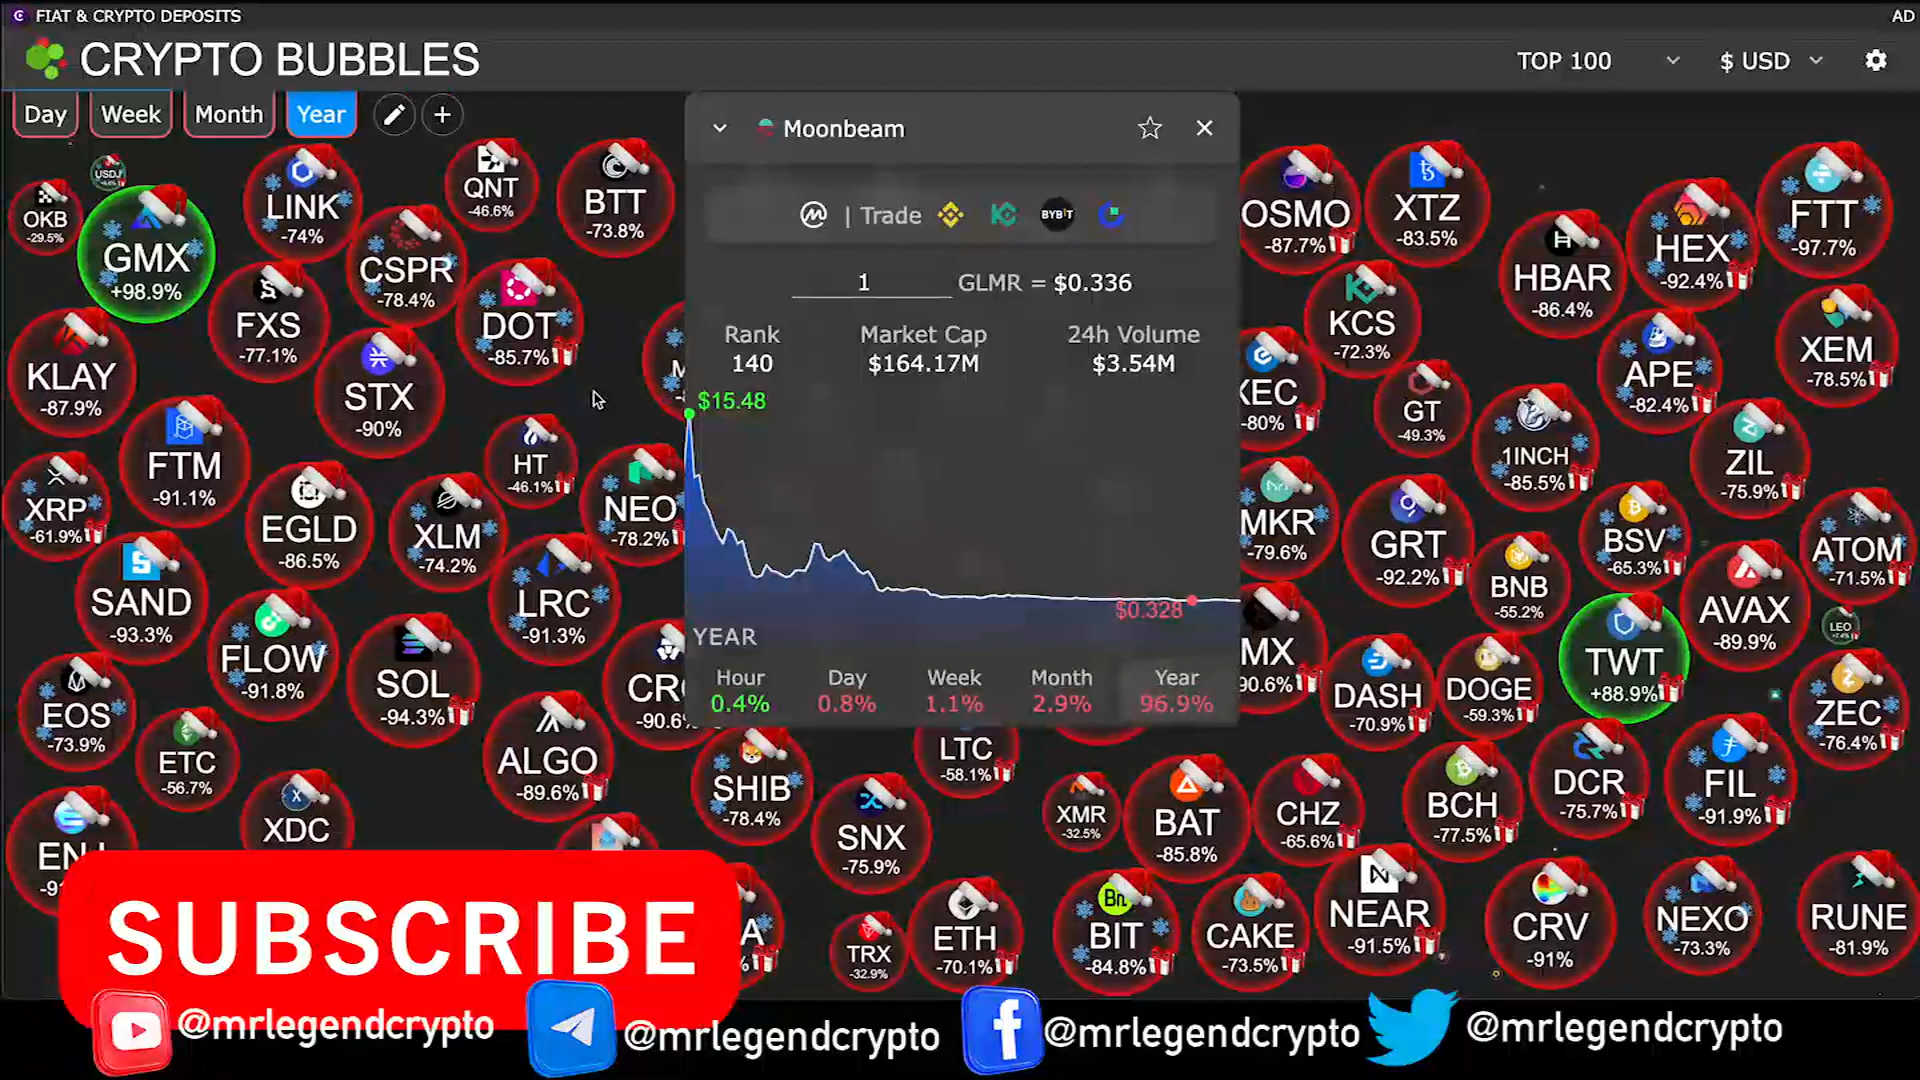 FIAT & CRYPTO DEPOSITS
AD
CRYPTO BUBBLES
TOP 100
$ USD
Day
Week
Month
Year
Moonbeam
| Trade
BYBIT
1
GLMR = $0.336
Rank
140
Market Cap
$164.17M
24h Volume
$3.54M
$15.48
$0.328
YEAR
Hour
0.4%
Day
0.8%
Week
1.1%
Month
2.9%
Year
96.9%
USDJ
OKB
-29.5%
GMX
+98.9%
LINK
-74%
QNT
-46.6%
BTT
-73.8%
CSPR
-78.4%
FXS
-77.1%
DOT
-85.7%
KLAY
-87.9%
STX
-90%
FTM
-91.1%
HT
-46.1%
XRP
-61.9%
EGLD
-86.5%
XLM
-74.2%
NEO
-78.2%
SAND
-93.3%
LRC
-91.3%
FLOW
-91.8%
SOL
-94.3%
CRO
-90.6%
EOS
-73.9%
ETC
-56.7%
ALGO
-89.6%
XDC
ENJ
SHIB
-78.4%
LTC
-58.1%
SNX
-75.9%
XMR
-32.5%
BAT
-85.8%
CHZ
-65.6%
TRX
-32.9%
ETH
-70.1%
BIT
-84.8%
CAKE
-73.5%
NEAR
-91.5%
OSMO
-87.7%
XTZ
-83.5%
HBAR
-86.4%
HEX
-92.4%
FTT
-97.7%
KCS
-72.3%
XEC
-80%
GT
-49.3%
APE
-82.4%
XEM
-78.5%
1INCH
-85.5%
ZIL
-75.9%
MKR
-79.6%
GRT
-92.2%
BSV
-65.3%
ATOM
-71.5%
BNB
-55.2%
AVAX
-89.9%
LEO
MX
90.6%
DASH
-70.9%
DOGE
-59.3%
TWT
+88.9%
ZEC
-76.4%
BCH
-77.5%
DCR
-75.7%
FIL
-91.9%
CRV
-91%
NEXO
-73.3%
RUNE
-81.9%
SUBSCRIBE
@mrlegendcrypto
@mrlegendcrypto
@mrlegendcrypto
@mrlegendcrypto